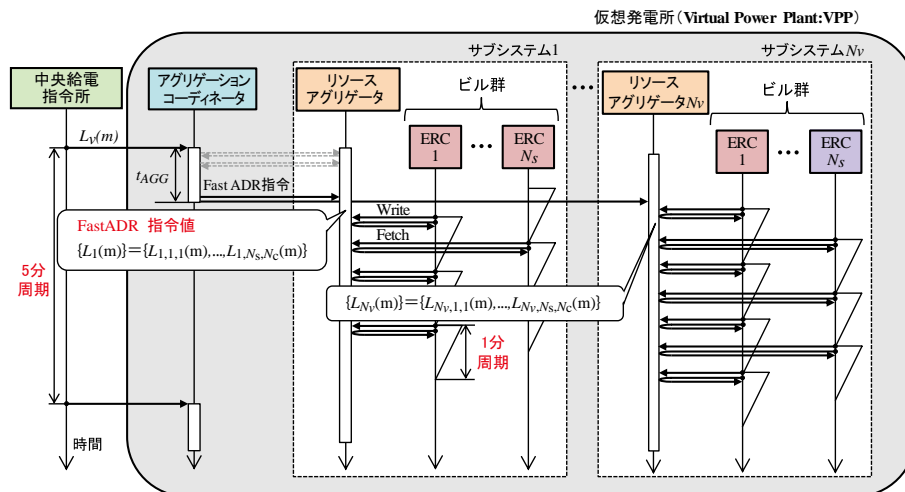 仮想発電所(Virtual Power Plant:VPP)
サブシステム1
サブシステムNv
中央給電
指令所
アグリゲーション
コーディネータ
リソース
アグリゲータ
ビル群
リソース
アグリゲータNv
ビル群
ERC
1
ERC
Ns
ERC
1
ERC
Ns
Lv(m)
tAGG
Fast ADR指令
Write
Fetch
FastADR 指令値
{L1(m)}={L1,1,1(m),...,L1,Ns,Nc(m)}
{LNv(m)}={LNv,1,1(m),...,LNv,Ns,Nc(m)}
5分
周期
1分
周期
時間